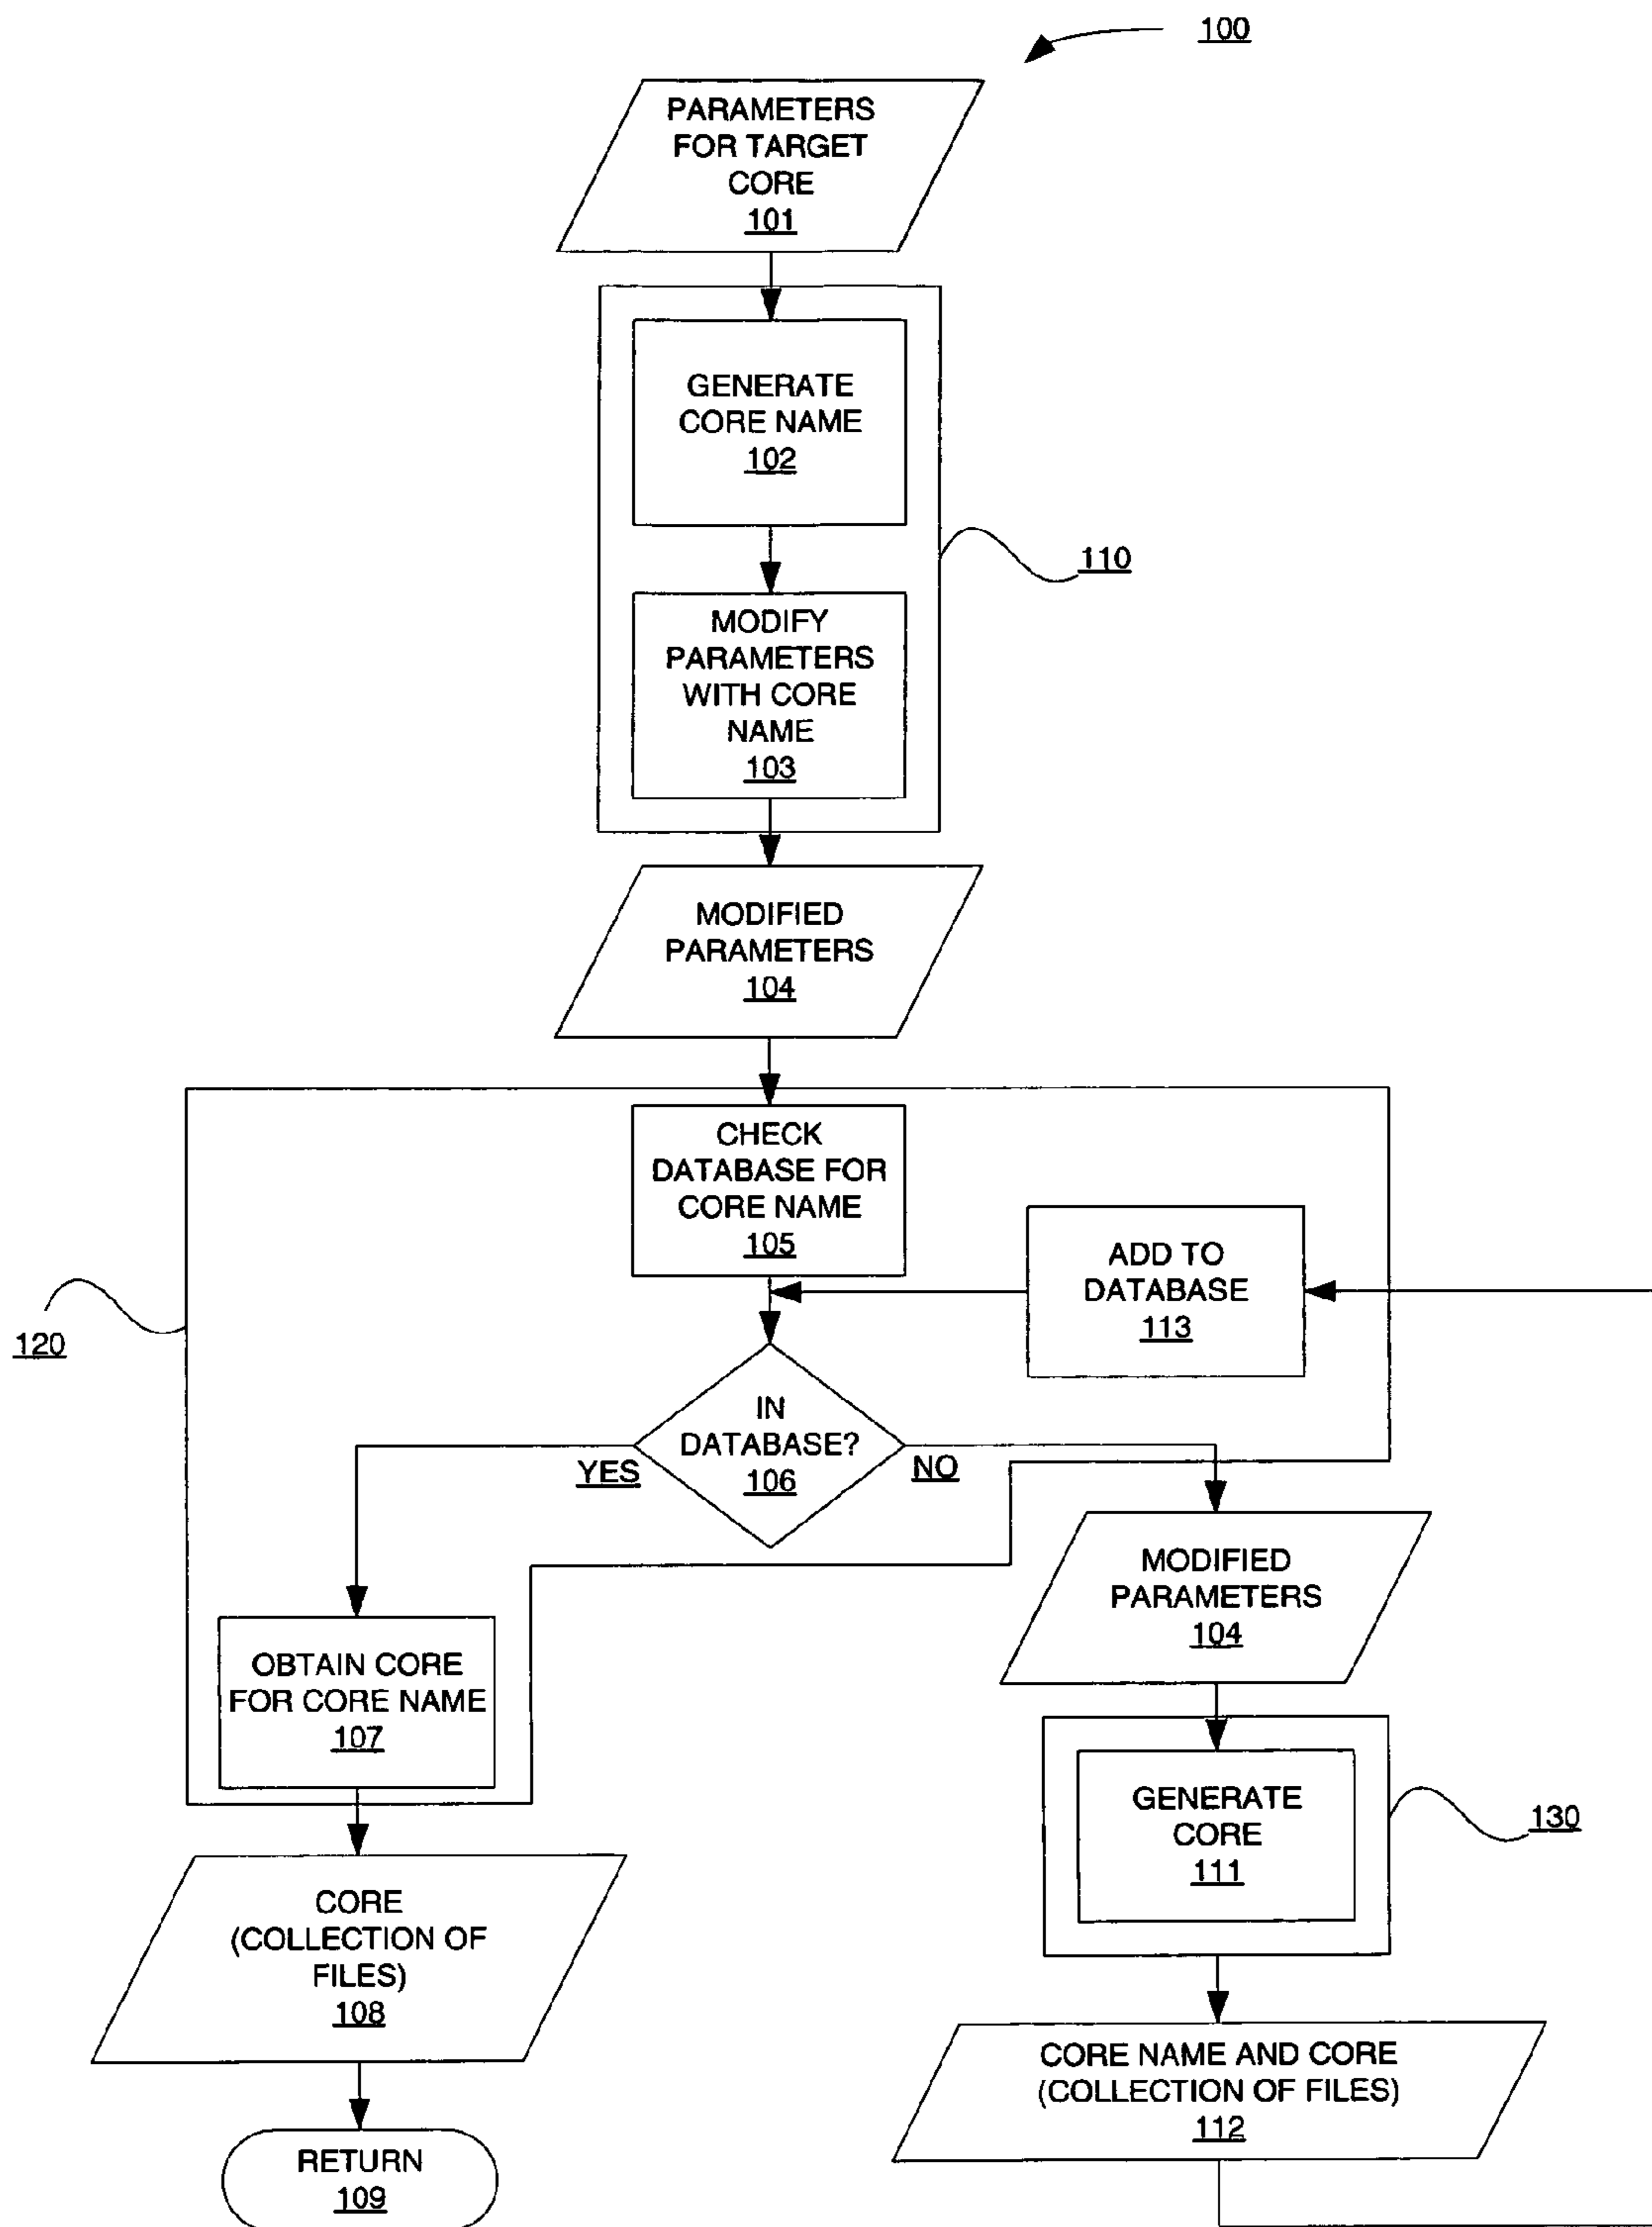 100
PARAMETERS
FOR TARGET
CORE
101
GENERATE
CORE NAME
102
110
MODIFY
PARAMETERS
WITH CORE
NAME
103
MODIFIED
PARAMETERS
104
CHECK
DATABASE FOR
CORE NAME
105
ADD TO
DATABASE
113
120
IN
DATABASE?
106
YES
NO
MODIFIED
PARAMETERS
104
OBTAIN CORE
FOR CORE NAME
107
GENERATE
CORE
111
130
CORE
(COLLECTION OF
FILES)
108
CORE NAME AND CORE
(COLLECTION OF FILES)
112
RETURN
109